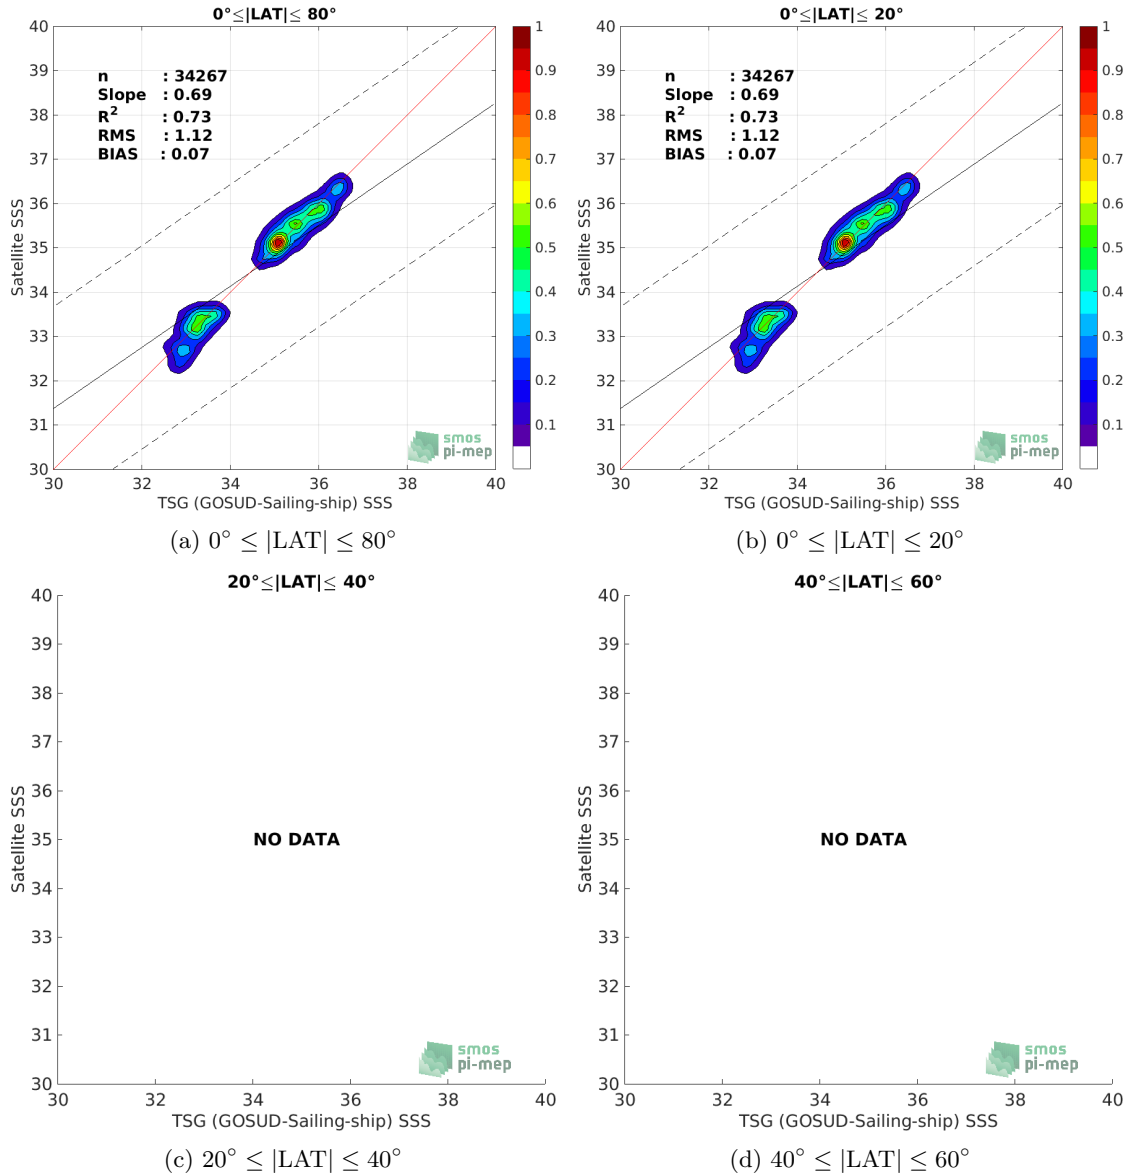 0°≤|LAT|≤ 80°
40
39
38
37
36
35
34
33
32
31
30
Satellite SSS
n : 34267
Slope : 0.69
R² : 0.73
RMS : 1.12
BIAS : 0.07
smos
pi-mep
30 32 34 36 38 40
TSG (GOSUD-Sailing-ship) SSS
1
0.9
0.8
0.7
0.6
0.5
0.4
0.3
0.2
0.1
(a) 0° ≤ |LAT| ≤ 80°
0°≤|LAT|≤ 20°
40
39
38
37
36
35
34
33
32
31
30
Satellite SSS
n : 34267
Slope : 0.69
R² : 0.73
RMS : 1.12
BIAS : 0.07
smos
pi-mep
30 32 34 36 38 40
TSG (GOSUD-Sailing-ship) SSS
1
0.9
0.8
0.7
0.6
0.5
0.4
0.3
0.2
0.1
(b) 0° ≤ |LAT| ≤ 20°
20°≤|LAT|≤ 40°
40
39
38
37
36
35
34
33
32
31
30
Satellite SSS
NO DATA
smos
pi-mep
30 32 34 36 38 40
TSG (GOSUD-Sailing-ship) SSS
(c) 20° ≤ |LAT| ≤ 40°
40°≤|LAT|≤ 60°
40
39
38
37
36
35
34
33
32
31
30
Satellite SSS
NO DATA
smos
pi-mep
30 32 34 36 38 40
TSG (GOSUD-Sailing-ship) SSS
(d) 40° ≤ |LAT| ≤ 60°